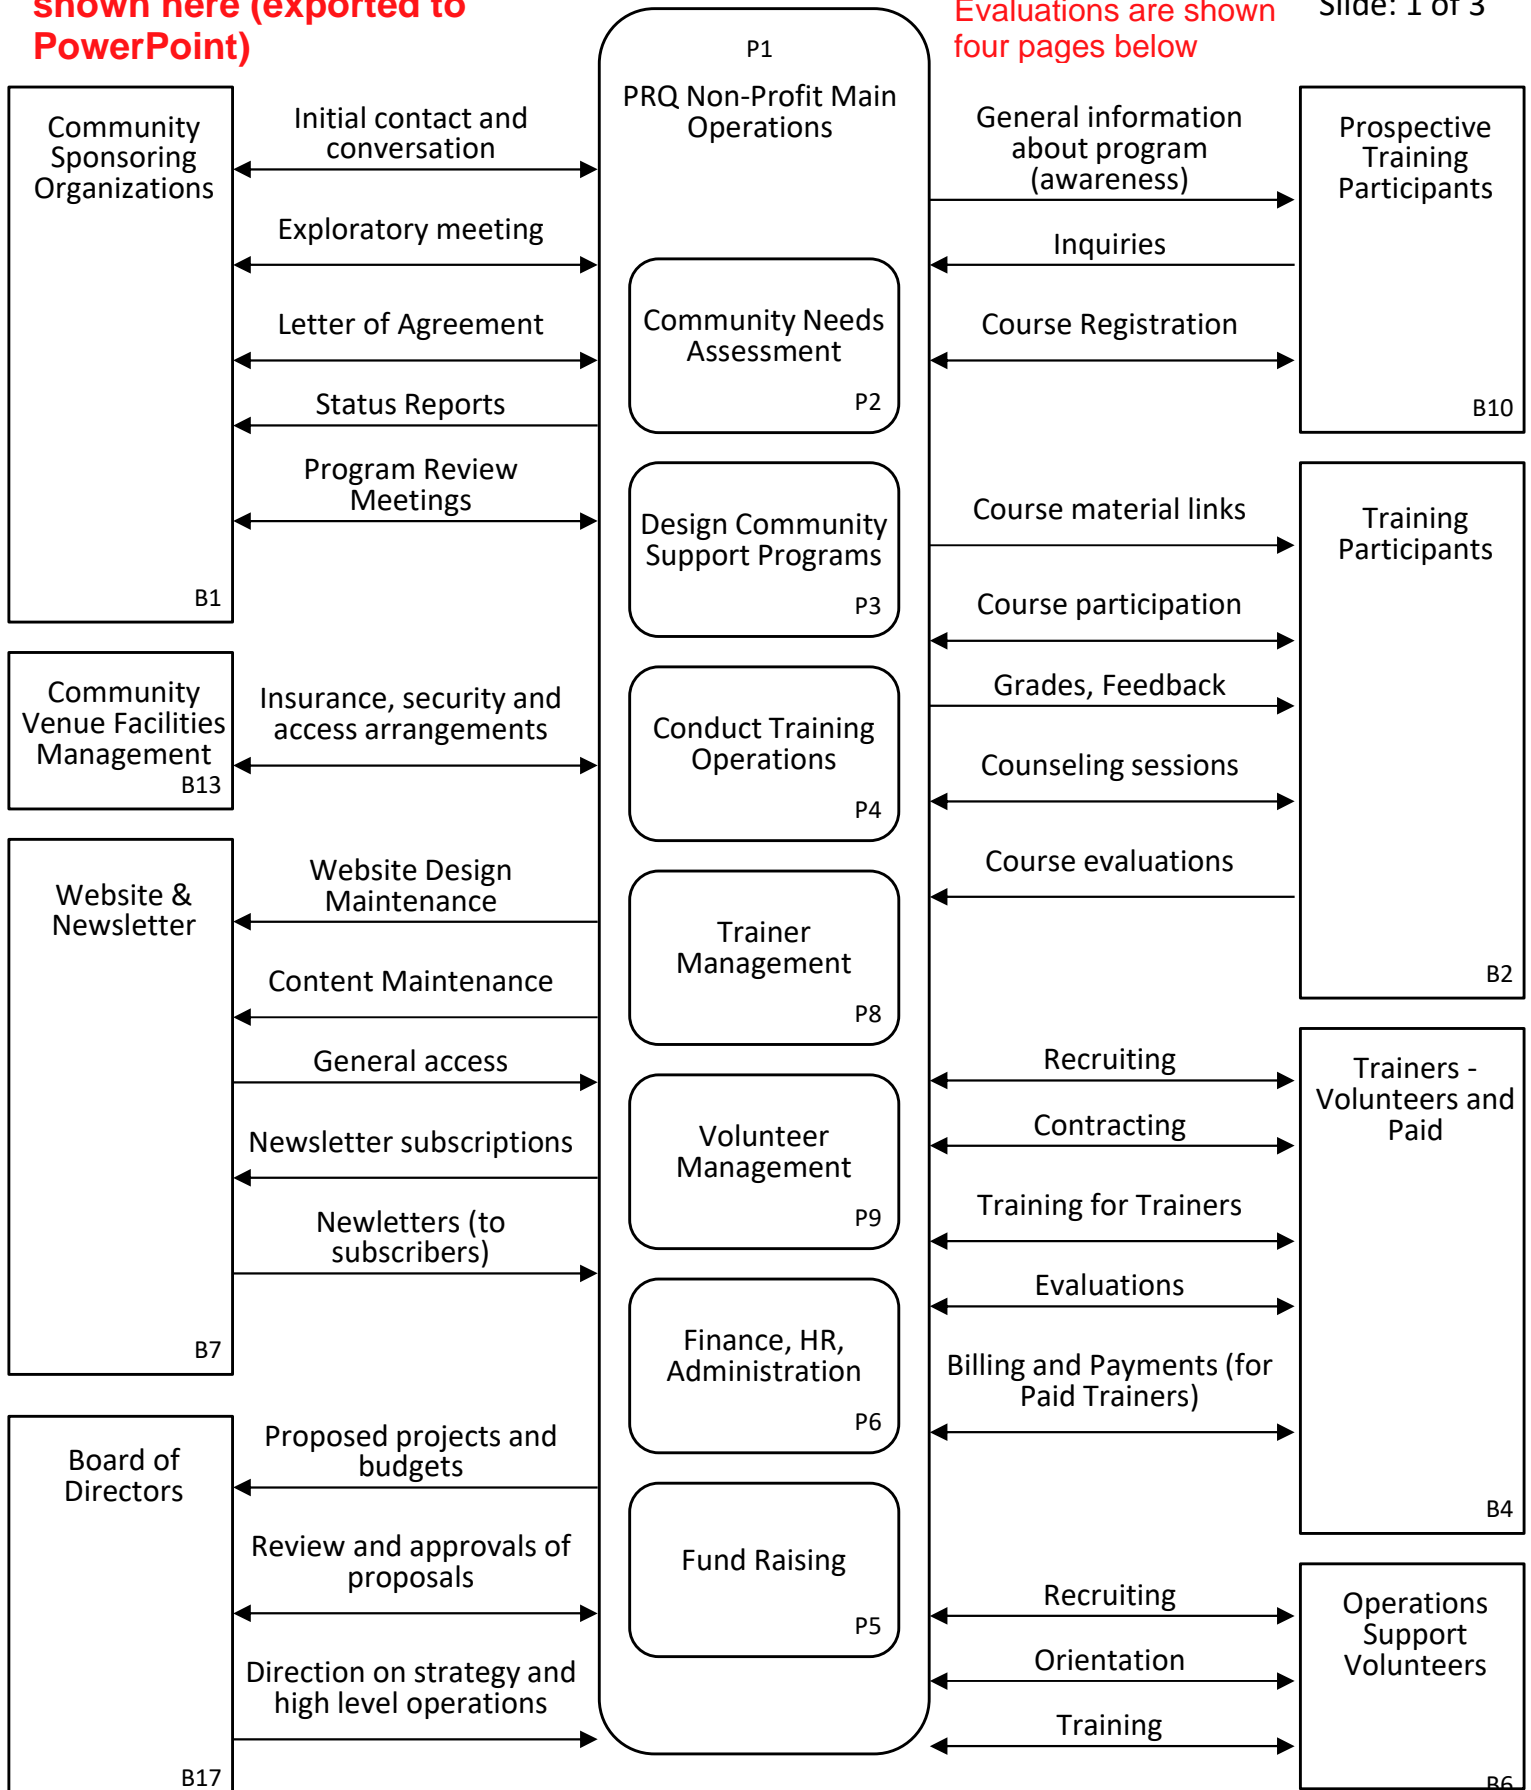 shown here (exported to
PowerPoint)
Evaluations are shown
four pages below
Slide: 1 of 3
P1
PRQ Non-Profit Main
Operations
Community
Sponsoring
Organizations
B1
Initial contact and
conversation
Exploratory meeting
Letter of Agreement
Status Reports
Program Review
Meetings
Community
Venue Facilities
Management
B13
Insurance, security and
access arrangements
Website &
Newsletter
B7
Website Design
Maintenance
Content Maintenance
General access
Newsletter subscriptions
Newletters (to
subscribers)
Board of
Directors
B17
Proposed projects and
budgets
Review and approvals of
proposals
Direction on strategy and
high level operations
Community Needs
Assessment
P2
Design Community
Support Programs
P3
Conduct Training
Operations
P4
Trainer
Management
P8
Volunteer
Management
P9
Finance, HR,
Administration
P6
Fund Raising
P5
General information
about program
(awareness)
Inquiries
Course Registration
Prospective
Training
Participants
B10
Course material links
Course participation
Grades, Feedback
Counseling sessions
Course evaluations
Training
Participants
B2
Recruiting
Contracting
Training for Trainers
Evaluations
Billing and Payments (for
Paid Trainers)
Trainers -
Volunteers and
Paid
B4
Recruiting
Orientation
Training
Operations
Support
Volunteers
B6